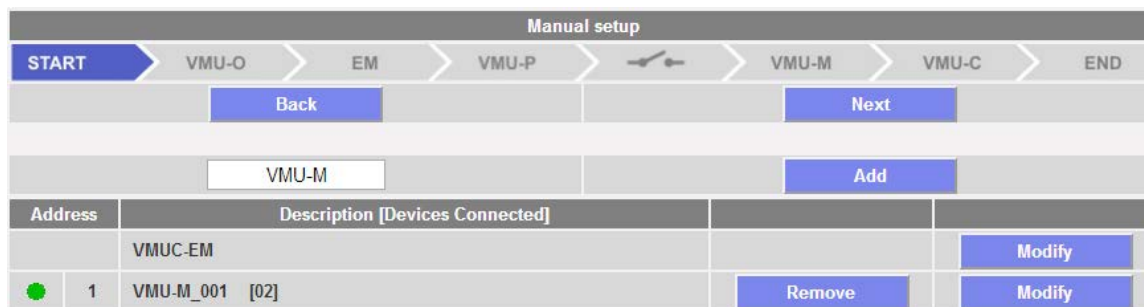 Manual setup
START VMU-O EM VMU-P VMU-M VMU-C END
Back Next
VMU-M Add
Address Description [Devices Connected]
VMUC-EM Modify
1 VMU-M_001 [02] Remove Modify